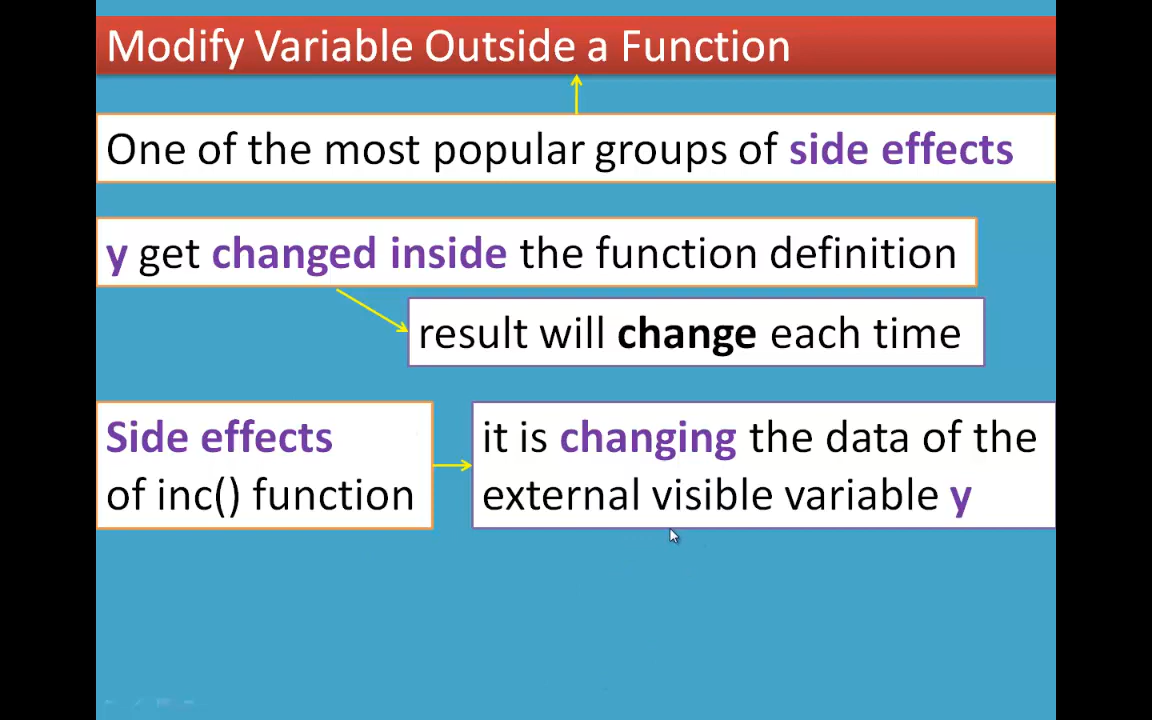 Modify Variable Outside a Function
One of the most popular groups of side effects
y get changed inside the function definition
result will change each time
Side effects
of inc() function
it is changing the data of the
external visible variable y